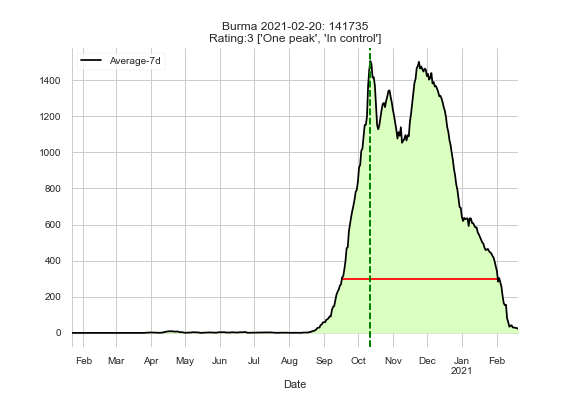 Burma 2021-02-20: 141735
Rating:3 ['One peak', 'In control']
Average-7d
1400
1200
1000
800
600
400
200
0
Feb Mar Apr May Jun Jul Aug Sep Oct Nov Dec Jan Feb
2021
Date